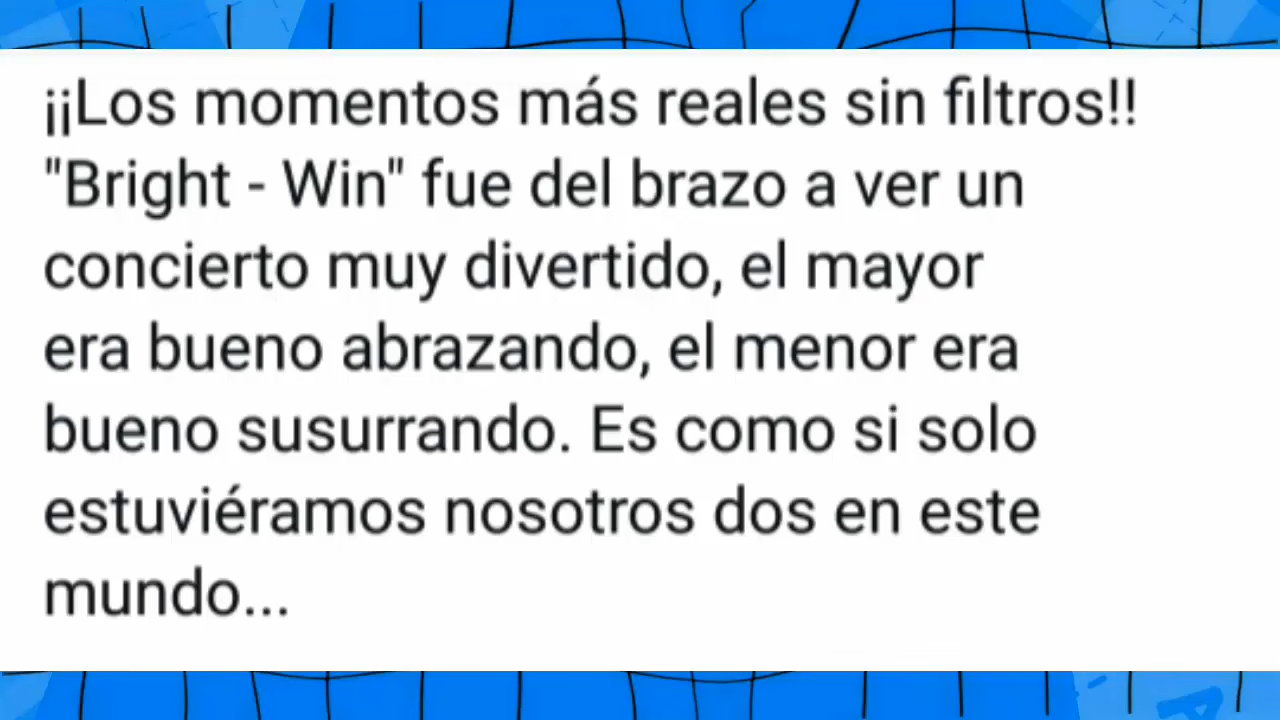 ¡¡Los momentos más reales sin filtros!!
"Bright - Win" fue del brazo a ver un
concierto muy divertido, el mayor
era bueno abrazando, el menor era
bueno susurrando. Es como si solo
estuviéramos nosotros dos en este
mundo...